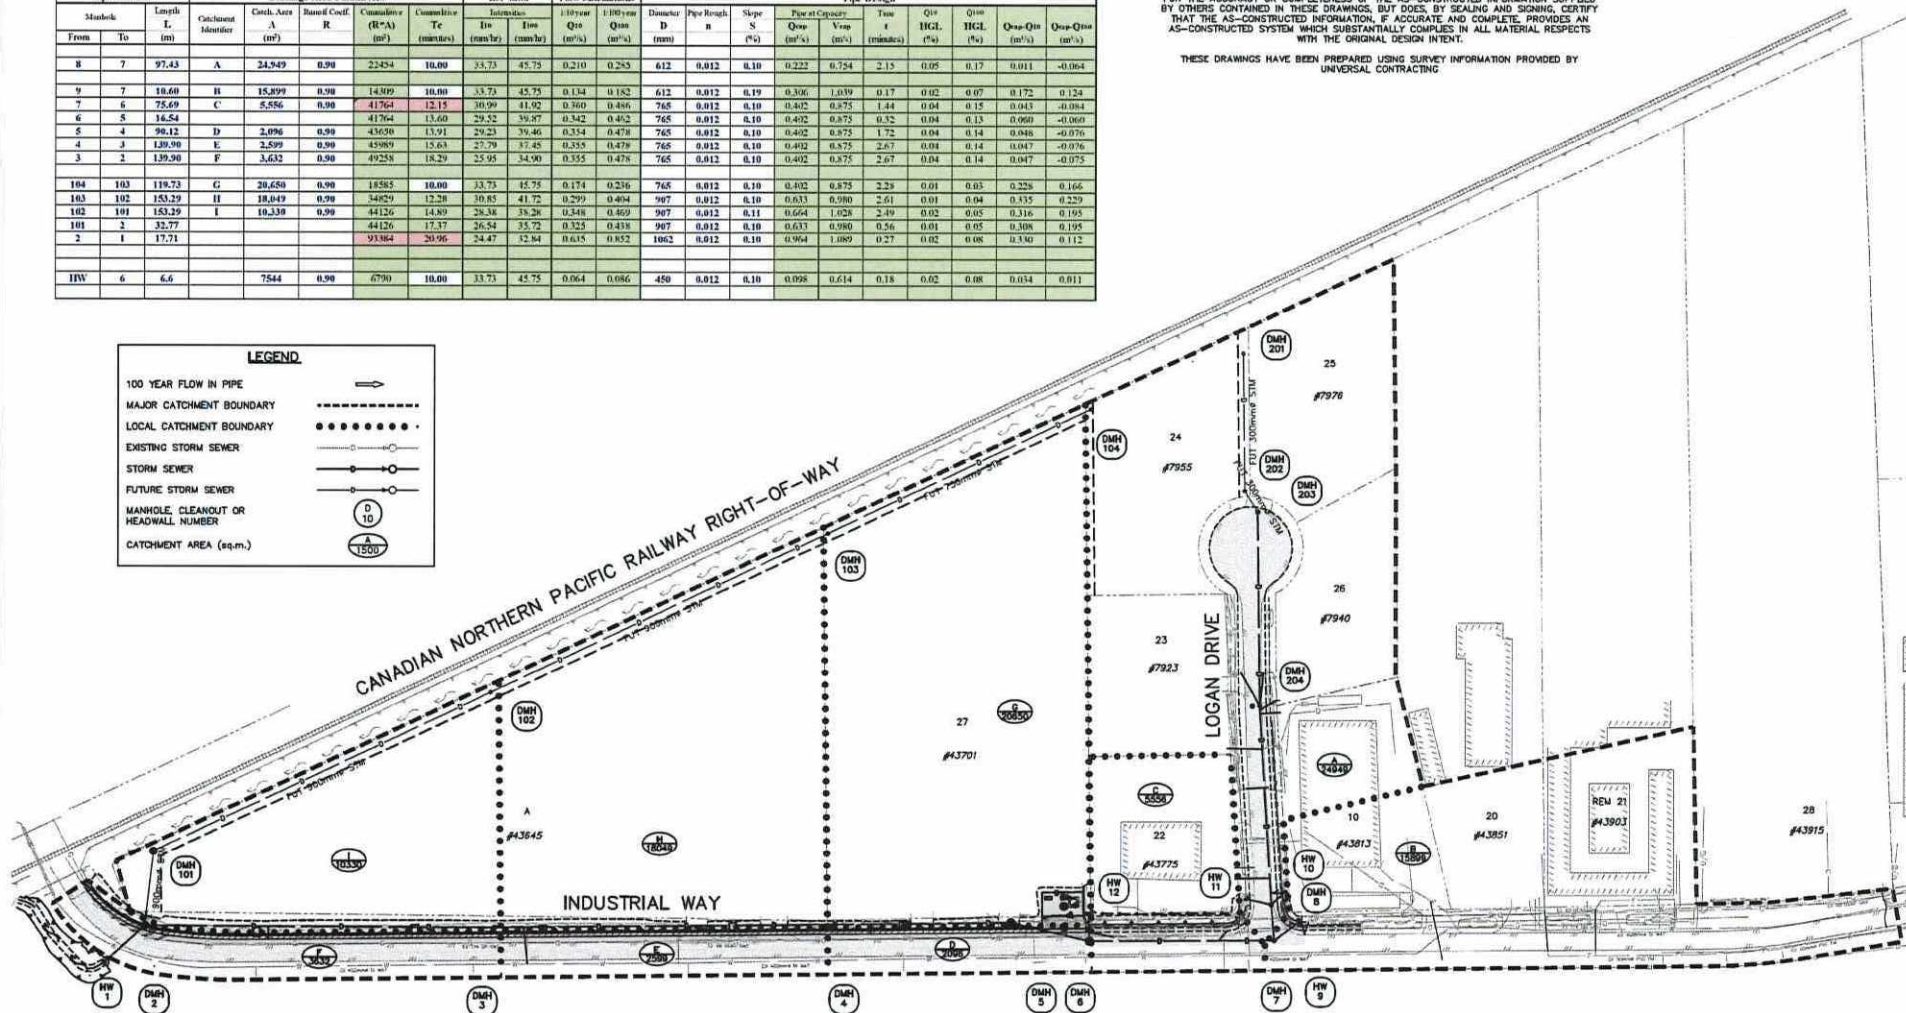 Manhole Length Catchment Catch. Area Runoff Coeff. Cumulative Cumulative Intensities 1:10 year 1:100 year Diameter Pipe Rough. Slope Pipe at Capacity Time Q10 Q100
L Identifier A R (R*A) Tc I10 I100 Q10 Q100 D n S Qcap Vcap t HGL HGL Qcap-Q10 Qcap-Q100
From To (m) (m²) (m²) (minutes) (mm/hr) (mm/hr) (m³/s) (m³/s) (mm) (%) (m³/s) (m/s) (minutes) (%) (%) (m³/s) (m³/s)
8 7 97.43 A 24,949 0.90 22454 10.00 33.73 45.75 0.210 0.285 612 0.012 0.10 0.222 0.754 2.15 0.05 0.17 0.011 -0.064
9 7 10.60 B 15,899 0.90 14309 10.00 33.73 45.75 0.134 0.182 612 0.012 0.19 0.306 1.039 0.17 0.02 0.07 0.172 0.124
7 6 75.69 C 5,556 0.90 41764 12.15 30.99 41.92 0.360 0.486 765 0.012 0.10 0.402 0.875 1.44 0.04 0.15 0.043 -0.084
6 5 16.54 41764 13.60 29.52 39.87 0.342 0.462 765 0.012 0.10 0.402 0.875 0.32 0.04 0.13 0.060 -0.060
5 4 90.12 D 2,096 0.90 43650 13.91 29.23 39.46 0.354 0.478 765 0.012 0.10 0.402 0.875 1.72 0.04 0.14 0.048 -0.076
4 3 139.90 E 2,599 0.90 45989 15.63 27.79 37.45 0.355 0.478 765 0.012 0.10 0.402 0.875 2.67 0.04 0.14 0.047 -0.076
3 2 139.90 F 3,632 0.90 49258 18.29 25.95 34.90 0.355 0.478 765 0.012 0.10 0.402 0.875 2.67 0.04 0.14 0.047 -0.075
104 103 119.73 G 20,650 0.90 18585 10.00 33.73 45.75 0.174 0.236 765 0.012 0.10 0.402 0.875 2.28 0.01 0.03 0.228 0.166
103 102 153.29 H 18,049 0.90 34829 12.28 30.85 41.72 0.299 0.404 907 0.012 0.10 0.633 0.980 2.61 0.01 0.04 0.335 0.229
102 101 153.29 I 10,330 0.90 44126 14.89 28.38 38.28 0.348 0.469 907 0.012 0.11 0.664 1.028 2.49 0.02 0.05 0.316 0.195
101 2 32.77 44126 17.37 26.54 35.72 0.325 0.438 907 0.012 0.10 0.633 0.980 0.56 0.01 0.05 0.308 0.195
2 1 17.71 93384 20.96 24.47 32.84 0.635 0.852 1062 0.012 0.10 0.964 1.089 0.27 0.02 0.08 0.330 0.112
HW 6 6.6 7544 0.90 6790 10.00 33.73 45.75 0.064 0.086 450 0.012 0.10 0.098 0.614 0.18 0.02 0.08 0.034 0.011
BY OTHERS CONTAINED IN THESE DRAWINGS, BUT DOES, BY SEALING AND SIGNING, CERTIFY
THAT THE AS-CONSTRUCTED INFORMATION, IF ACCURATE AND COMPLETE, PROVIDES AN
AS-CONSTRUCTED SYSTEM WHICH SUBSTANTIALLY COMPLIES IN ALL MATERIAL RESPECTS
WITH THE ORIGINAL DESIGN INTENT.
THESE DRAWINGS HAVE BEEN PREPARED USING SURVEY INFORMATION PROVIDED BY
UNIVERSAL CONTRACTING
LEGEND
100 YEAR FLOW IN PIPE
MAJOR CATCHMENT BOUNDARY
LOCAL CATCHMENT BOUNDARY
EXISTING STORM SEWER
STORM SEWER
FUTURE STORM SEWER
MANHOLE, CLEANOUT OR
HEADWALL NUMBER
D
10
CATCHMENT AREA (sq.m.)
A
1500
CANADIAN NORTHERN PACIFIC RAILWAY RIGHT-OF-WAY
FUT 750mmø STM
FUT 900mmø STM
FUT 900mmø STM
DMH
201
25
#7976
FUT 300mmø STM
24
#7955
DMH
104
DMH
202
DMH
203
300mmø STM
DMH
103
26
#7940
23
#7923
LOGAN DRIVE
DMH
204
DMH
102
27
#43701
G
20650
A
24949
C
5556
A
#43645
H
18049
22
#43775
10
#43813
B
15899
20
#43851
REM 21
#43903
28
#43915
DMH
101
I
10330
INDUSTRIAL WAY
HW
12
HW
11
HW
10
DMH
8
F
3632
E
2599
D
2096
HW
1
DMH
2
DMH
3
DMH
4
DMH
5
DMH
6
DMH
7
HW
9